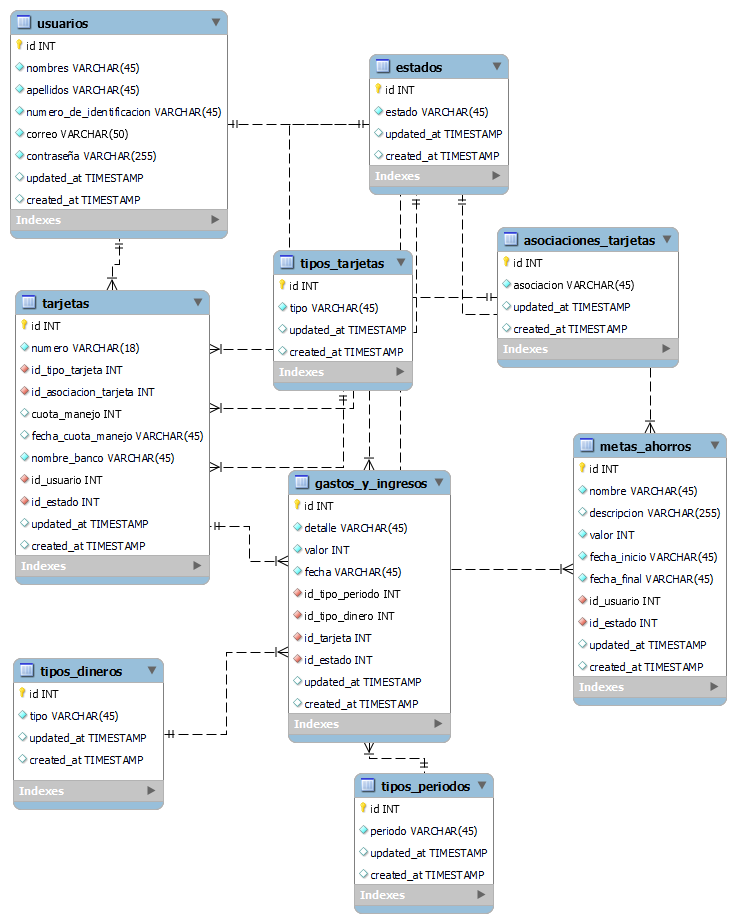 usuarios
id INT
nombres VARCHAR(45)
apellidos VARCHAR(45)
numero_de_identificacion VARCHAR(45)
correo VARCHAR(50)
contraseña VARCHAR(255)
updated_at TIMESTAMP
created_at TIMESTAMP
Indexes
estados
id INT
estado VARCHAR(45)
updated_at TIMESTAMP
created_at TIMESTAMP
Indexes
tipos_tarjetas
id INT
tipo VARCHAR(45)
updated_at TIMESTAMP
created_at TIMESTAMP
Indexes
asociaciones_tarjetas
id INT
asociacion VARCHAR(45)
updated_at TIMESTAMP
created_at TIMESTAMP
Indexes
tarjetas
id INT
numero VARCHAR(18)
id_tipo_tarjeta INT
id_asociacion_tarjeta INT
cuota_manejo INT
fecha_cuota_manejo VARCHAR(45)
nombre_banco VARCHAR(45)
id_usuario INT
id_estado INT
updated_at TIMESTAMP
created_at TIMESTAMP
Indexes
gastos_y_ingresos
id INT
detalle VARCHAR(45)
valor INT
fecha VARCHAR(45)
id_tipo_periodo INT
id_tipo_dinero INT
id_tarjeta INT
id_estado INT
updated_at TIMESTAMP
created_at TIMESTAMP
Indexes
metas_ahorros
id INT
nombre VARCHAR(45)
descripcion VARCHAR(255)
valor INT
fecha_inicio VARCHAR(45)
fecha_final VARCHAR(45)
id_usuario INT
id_estado INT
updated_at TIMESTAMP
created_at TIMESTAMP
Indexes
tipos_dineros
id INT
tipo VARCHAR(45)
updated_at TIMESTAMP
created_at TIMESTAMP
Indexes
tipos_periodos
id INT
periodo VARCHAR(45)
updated_at TIMESTAMP
created_at TIMESTAMP
Indexes